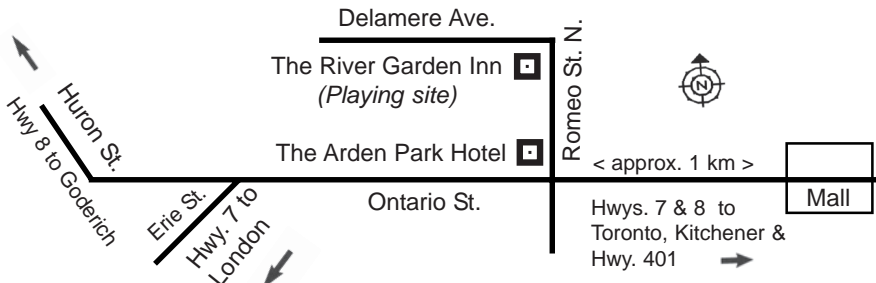 Delamere Ave.
The River Garden Inn
(Playing site)
Romeo St. N.
N
Huron St.
Hwy 8 to Goderich
The Arden Park Hotel
< approx. 1 km >
Mall
Erie St.
Hwy. 7 to
London
Ontario St.
Hwys. 7 & 8 to
Toronto, Kitchener &
Hwy. 401